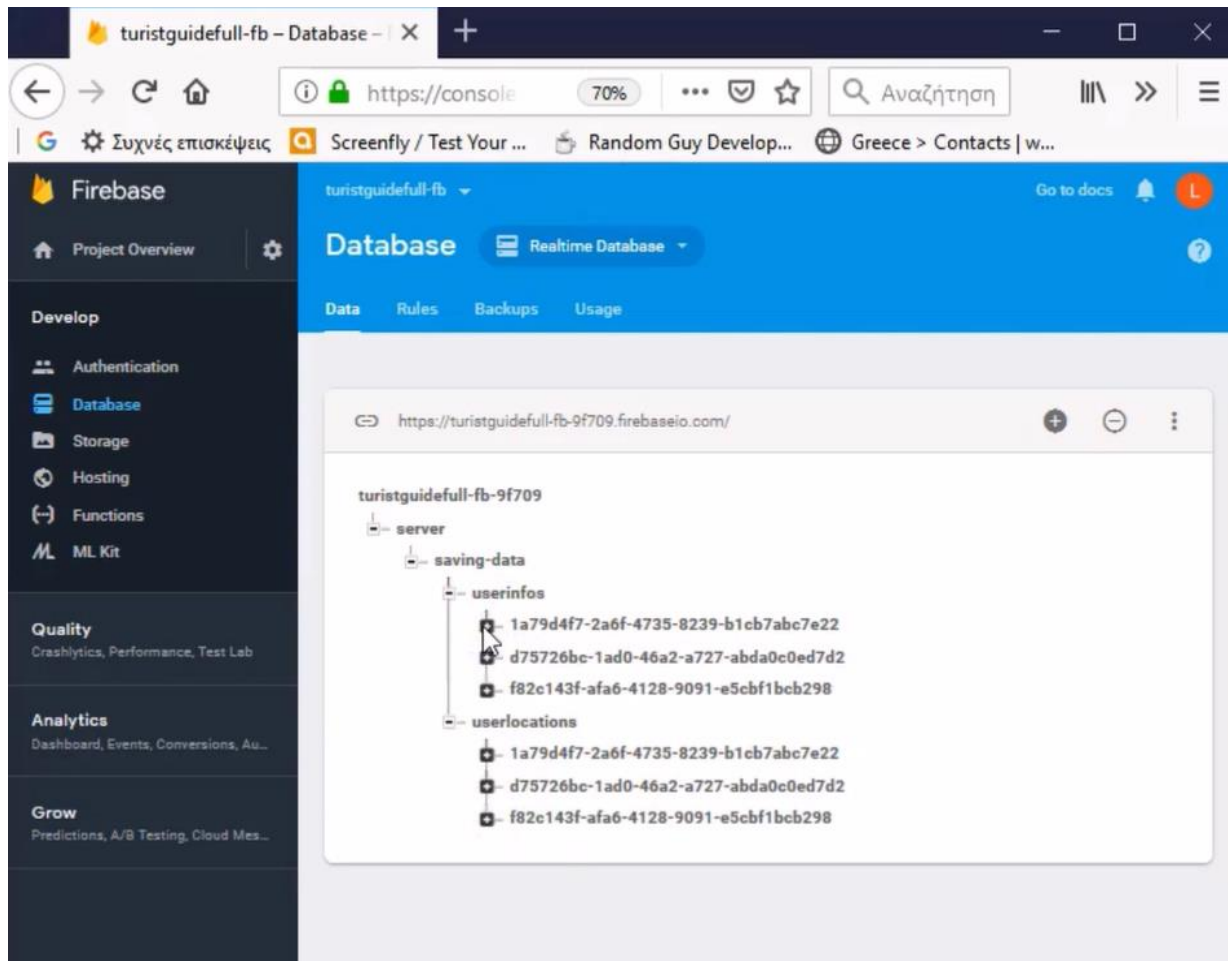 turistguidefull-fb – Database –
https://console
70%
Αναζήτηση
Συχνές επισκέψεις
Screenfly / Test Your ...
Random Guy Develop...
Greece > Contacts | w...
Firebase
turistguidefull-fb
Go to docs
L
Project Overview
Database
Realtime Database
Develop
Data Rules Backups Usage
Authentication
Database
Storage
Hosting
Functions
ML Kit
Quality
Crashlytics, Performance, Test Lab
Analytics
Dashboard, Events, Conversions, Au...
Grow
Predictions, A/B Testing, Cloud Mes...
https://turistguidefull-fb-9f709.firebaseio.com/
turistguidefull-fb-9f709
server
saving-data
userinfos
1a79d4f7-2a6f-4735-8239-b1cb7abc7e22
d75726bc-1ad0-46a2-a727-abda0c0ed7d2
f82c143f-afa6-4128-9091-e5cbf1bcb298
userlocations
1a79d4f7-2a6f-4735-8239-b1cb7abc7e22
d75726bc-1ad0-46a2-a727-abda0c0ed7d2
f82c143f-afa6-4128-9091-e5cbf1bcb298